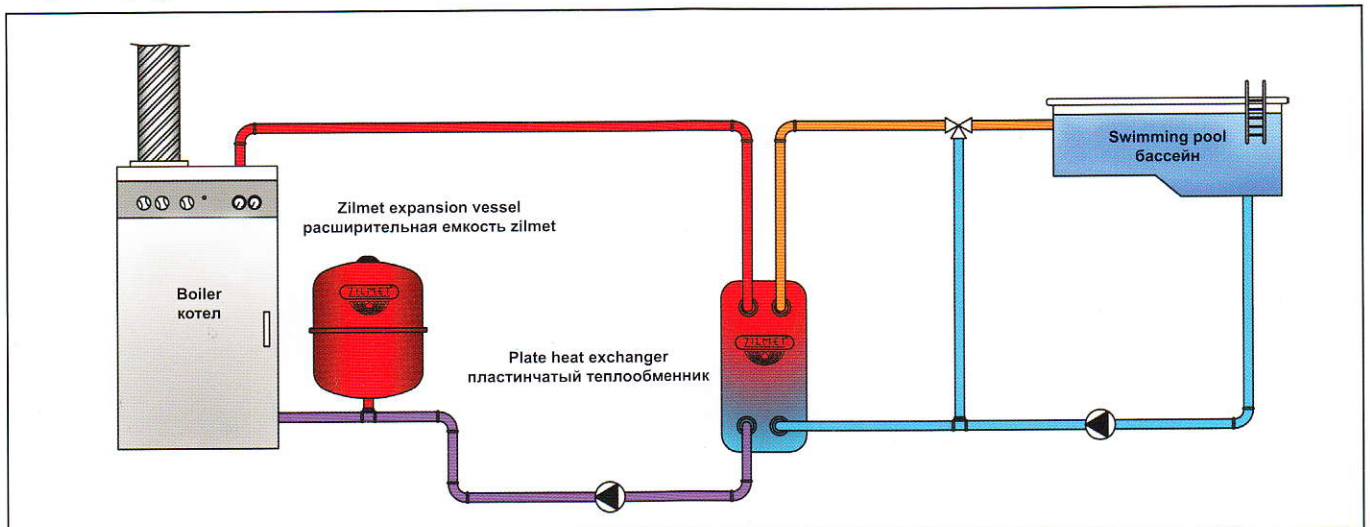 Swimming pool
бассейн
Zilmet expansion vessel
расширительная емкость zilmet
ZILMET
Boiler
котел
ZILMET
Plate heat exchanger
пластинчатый теплообменник